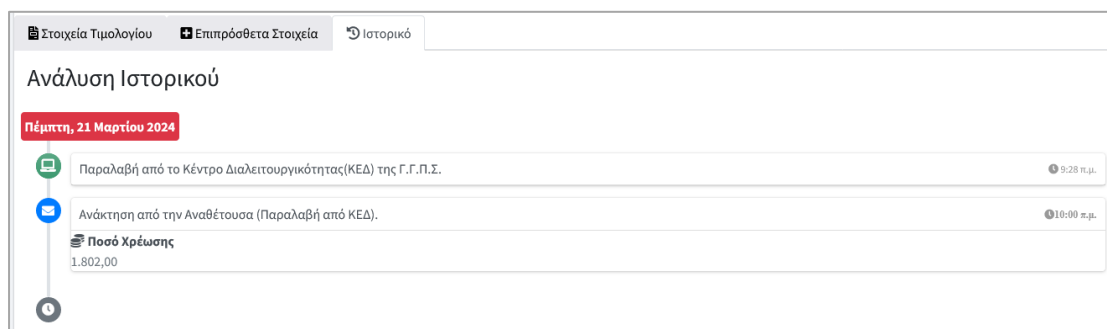 Στοιχεία Τιμολογίου Επιπρόσθετα Στοιχεία Ιστορικό
Ανάλυση Ιστορικού
Πέμπτη, 21 Μαρτίου 2024
Παραλαβή από το Κέντρο Διαλειτουργικότητας(ΚΕΔ) της Γ.Γ.Π.Σ. 9:28 π.μ.
Ανάκτηση από την Αναθέτουσα (Παραλαβή από ΚΕΔ). 10:00 π.μ.
Ποσό Χρέωσης
1.802,00